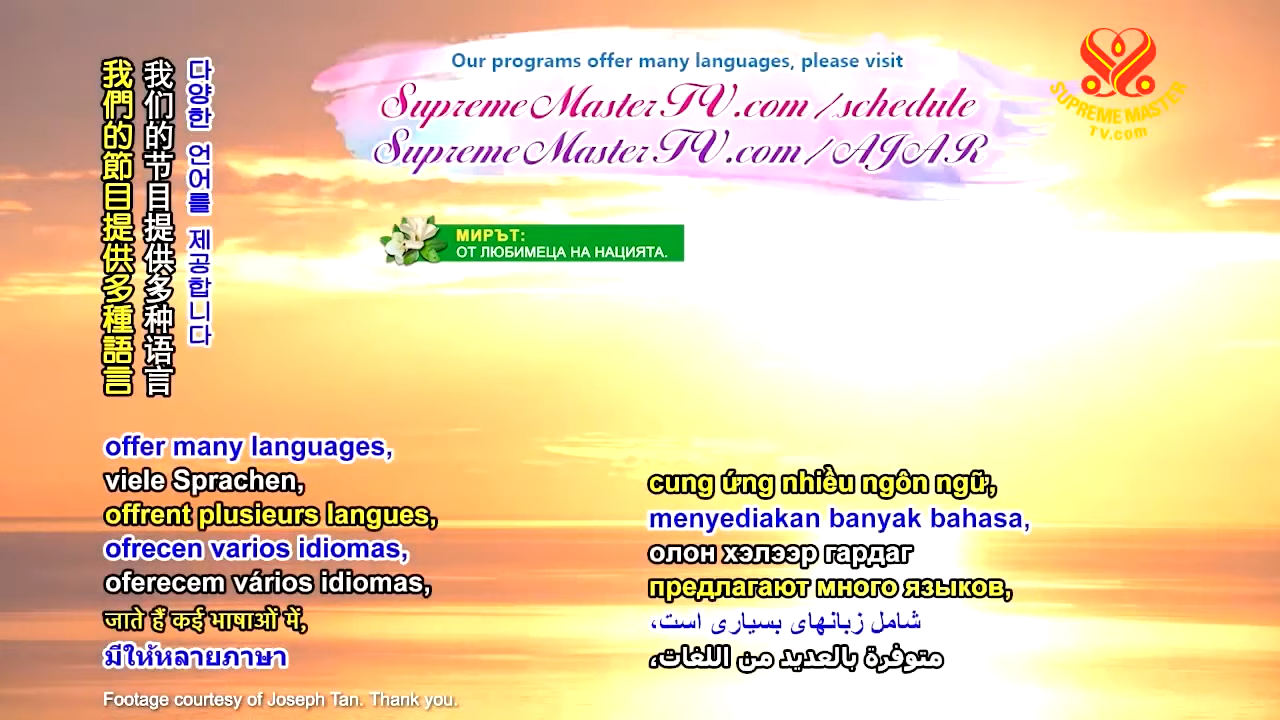 Our programs offer many languages, please visit
SupremeMasterTV.com/schedule
SupremeMasterTV.com/AJAR
SUPREME MASTER
TV.com
我們的節目提供多種語言
我们的节目提供多种语言
다양한 언어를 제공합니다
МИРЪТ:
ОТ ЛЮБИМЕЦА НА НАЦИЯТА.
offer many languages,
viele Sprachen,
offrent plusieurs langues,
ofrecen varios idiomas,
oferecem vários idiomas,
जाते हैं कई भाषाओं में,
มีให้หลายภาษา
cung ứng nhiều ngôn ngữ,
menyediakan banyak bahasa,
олон хэлээр гардаг
предлагают много языков,
شامل زبانهای بسیاری است،
متوفرة بالعديد من اللغات،
Footage courtesy of Joseph Tan. Thank you.